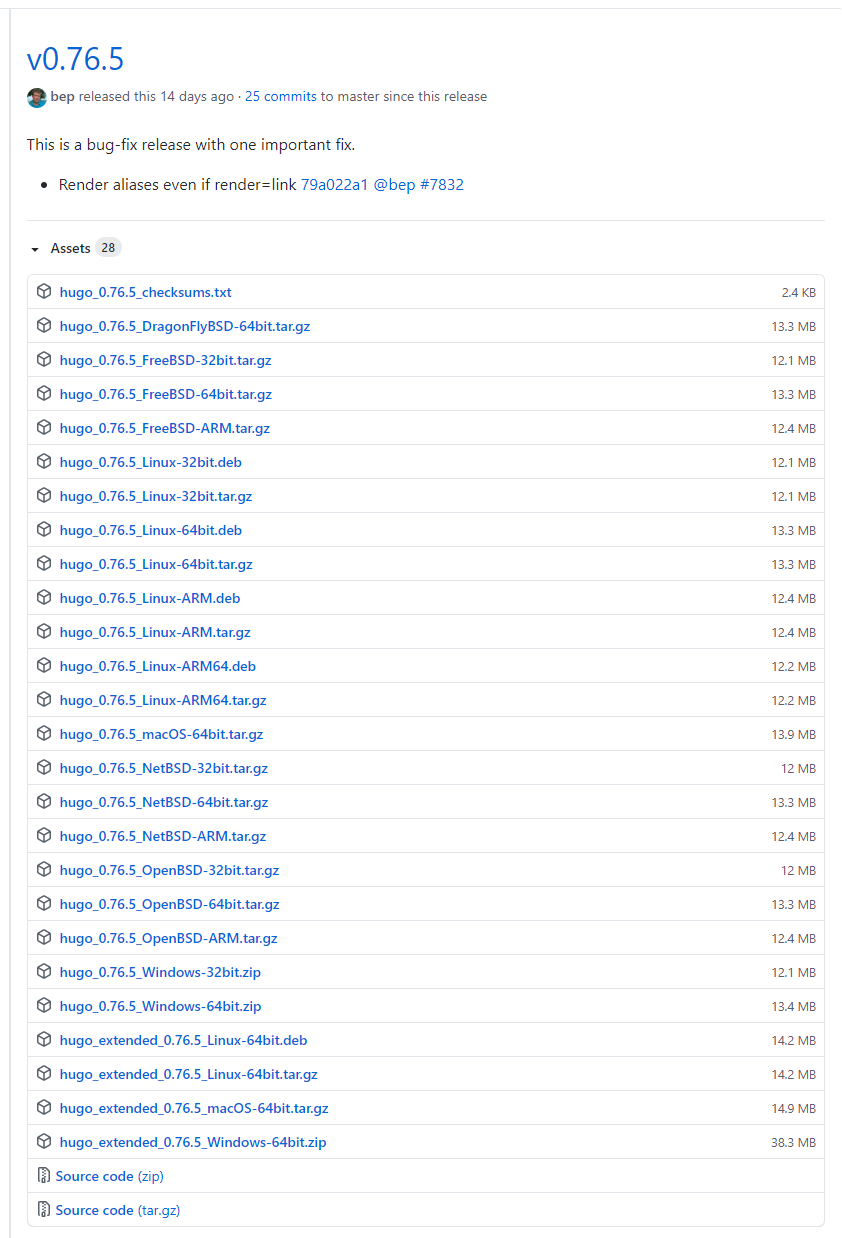 v0.76.5
bep released this 14 days ago · 25 commits to master since this release
This is a bug-fix release with one important fix.
• Render aliases even if render=link 79a022a1 @bep #7832
Assets 28
hugo_0.76.5_checksums.txt 2.4 KB
hugo_0.76.5_DragonFlyBSD-64bit.tar.gz 13.3 MB
hugo_0.76.5_FreeBSD-32bit.tar.gz 12.1 MB
hugo_0.76.5_FreeBSD-64bit.tar.gz 13.3 MB
hugo_0.76.5_FreeBSD-ARM.tar.gz 12.4 MB
hugo_0.76.5_Linux-32bit.deb 12.1 MB
hugo_0.76.5_Linux-32bit.tar.gz 12.1 MB
hugo_0.76.5_Linux-64bit.deb 13.3 MB
hugo_0.76.5_Linux-64bit.tar.gz 13.3 MB
hugo_0.76.5_Linux-ARM.deb 12.4 MB
hugo_0.76.5_Linux-ARM.tar.gz 12.4 MB
hugo_0.76.5_Linux-ARM64.deb 12.2 MB
hugo_0.76.5_Linux-ARM64.tar.gz 12.2 MB
hugo_0.76.5_macOS-64bit.tar.gz 13.9 MB
hugo_0.76.5_NetBSD-32bit.tar.gz 12 MB
hugo_0.76.5_NetBSD-64bit.tar.gz 13.3 MB
hugo_0.76.5_NetBSD-ARM.tar.gz 12.4 MB
hugo_0.76.5_OpenBSD-32bit.tar.gz 12 MB
hugo_0.76.5_OpenBSD-64bit.tar.gz 13.3 MB
hugo_0.76.5_OpenBSD-ARM.tar.gz 12.4 MB
hugo_0.76.5_Windows-32bit.zip 12.1 MB
hugo_0.76.5_Windows-64bit.zip 13.4 MB
hugo_extended_0.76.5_Linux-64bit.deb 14.2 MB
hugo_extended_0.76.5_Linux-64bit.tar.gz 14.2 MB
hugo_extended_0.76.5_macOS-64bit.tar.gz 14.9 MB
hugo_extended_0.76.5_Windows-64bit.zip 38.3 MB
Source code (zip)
Source code (tar.gz)